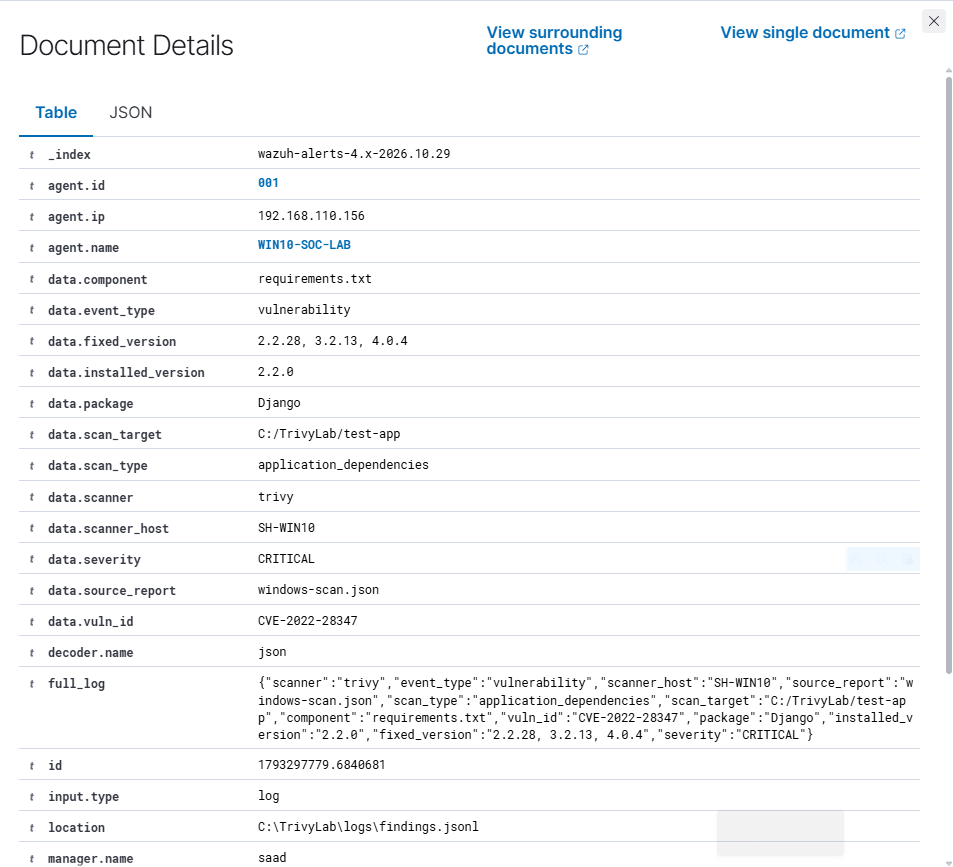 Document Details
View surrounding
documents
View single document
Table JSON
t _index wazuh-alerts-4.x-2026.10.29
t agent.id 001
t agent.ip 192.168.110.156
t agent.name WIN10-SOC-LAB
t data.component requirements.txt
t data.event_type vulnerability
t data.fixed_version 2.2.28, 3.2.13, 4.0.4
t data.installed_version 2.2.0
t data.package Django
t data.scan_target C:/TrivyLab/test-app
t data.scan_type application_dependencies
t data.scanner trivy
t data.scanner_host SH-WIN10
t data.severity CRITICAL
t data.source_report windows-scan.json
t data.vuln_id CVE-2022-28347
t decoder.name json
t full_log {"scanner":"trivy","event_type":"vulnerability","scanner_host":"SH-WIN10","source_report":"w
indows-scan.json","scan_type":"application_dependencies","scan_target":"C:/TrivyLab/test-ap
p","component":"requirements.txt","vuln_id":"CVE-2022-28347","package":"Django","installed_v
ersion":"2.2.0","fixed_version":"2.2.28, 3.2.13, 4.0.4","severity":"CRITICAL"}
t id 1793297779.6840681
t input.type log
t location C:\TrivyLab\logs\findings.jsonl
t manager.name saad